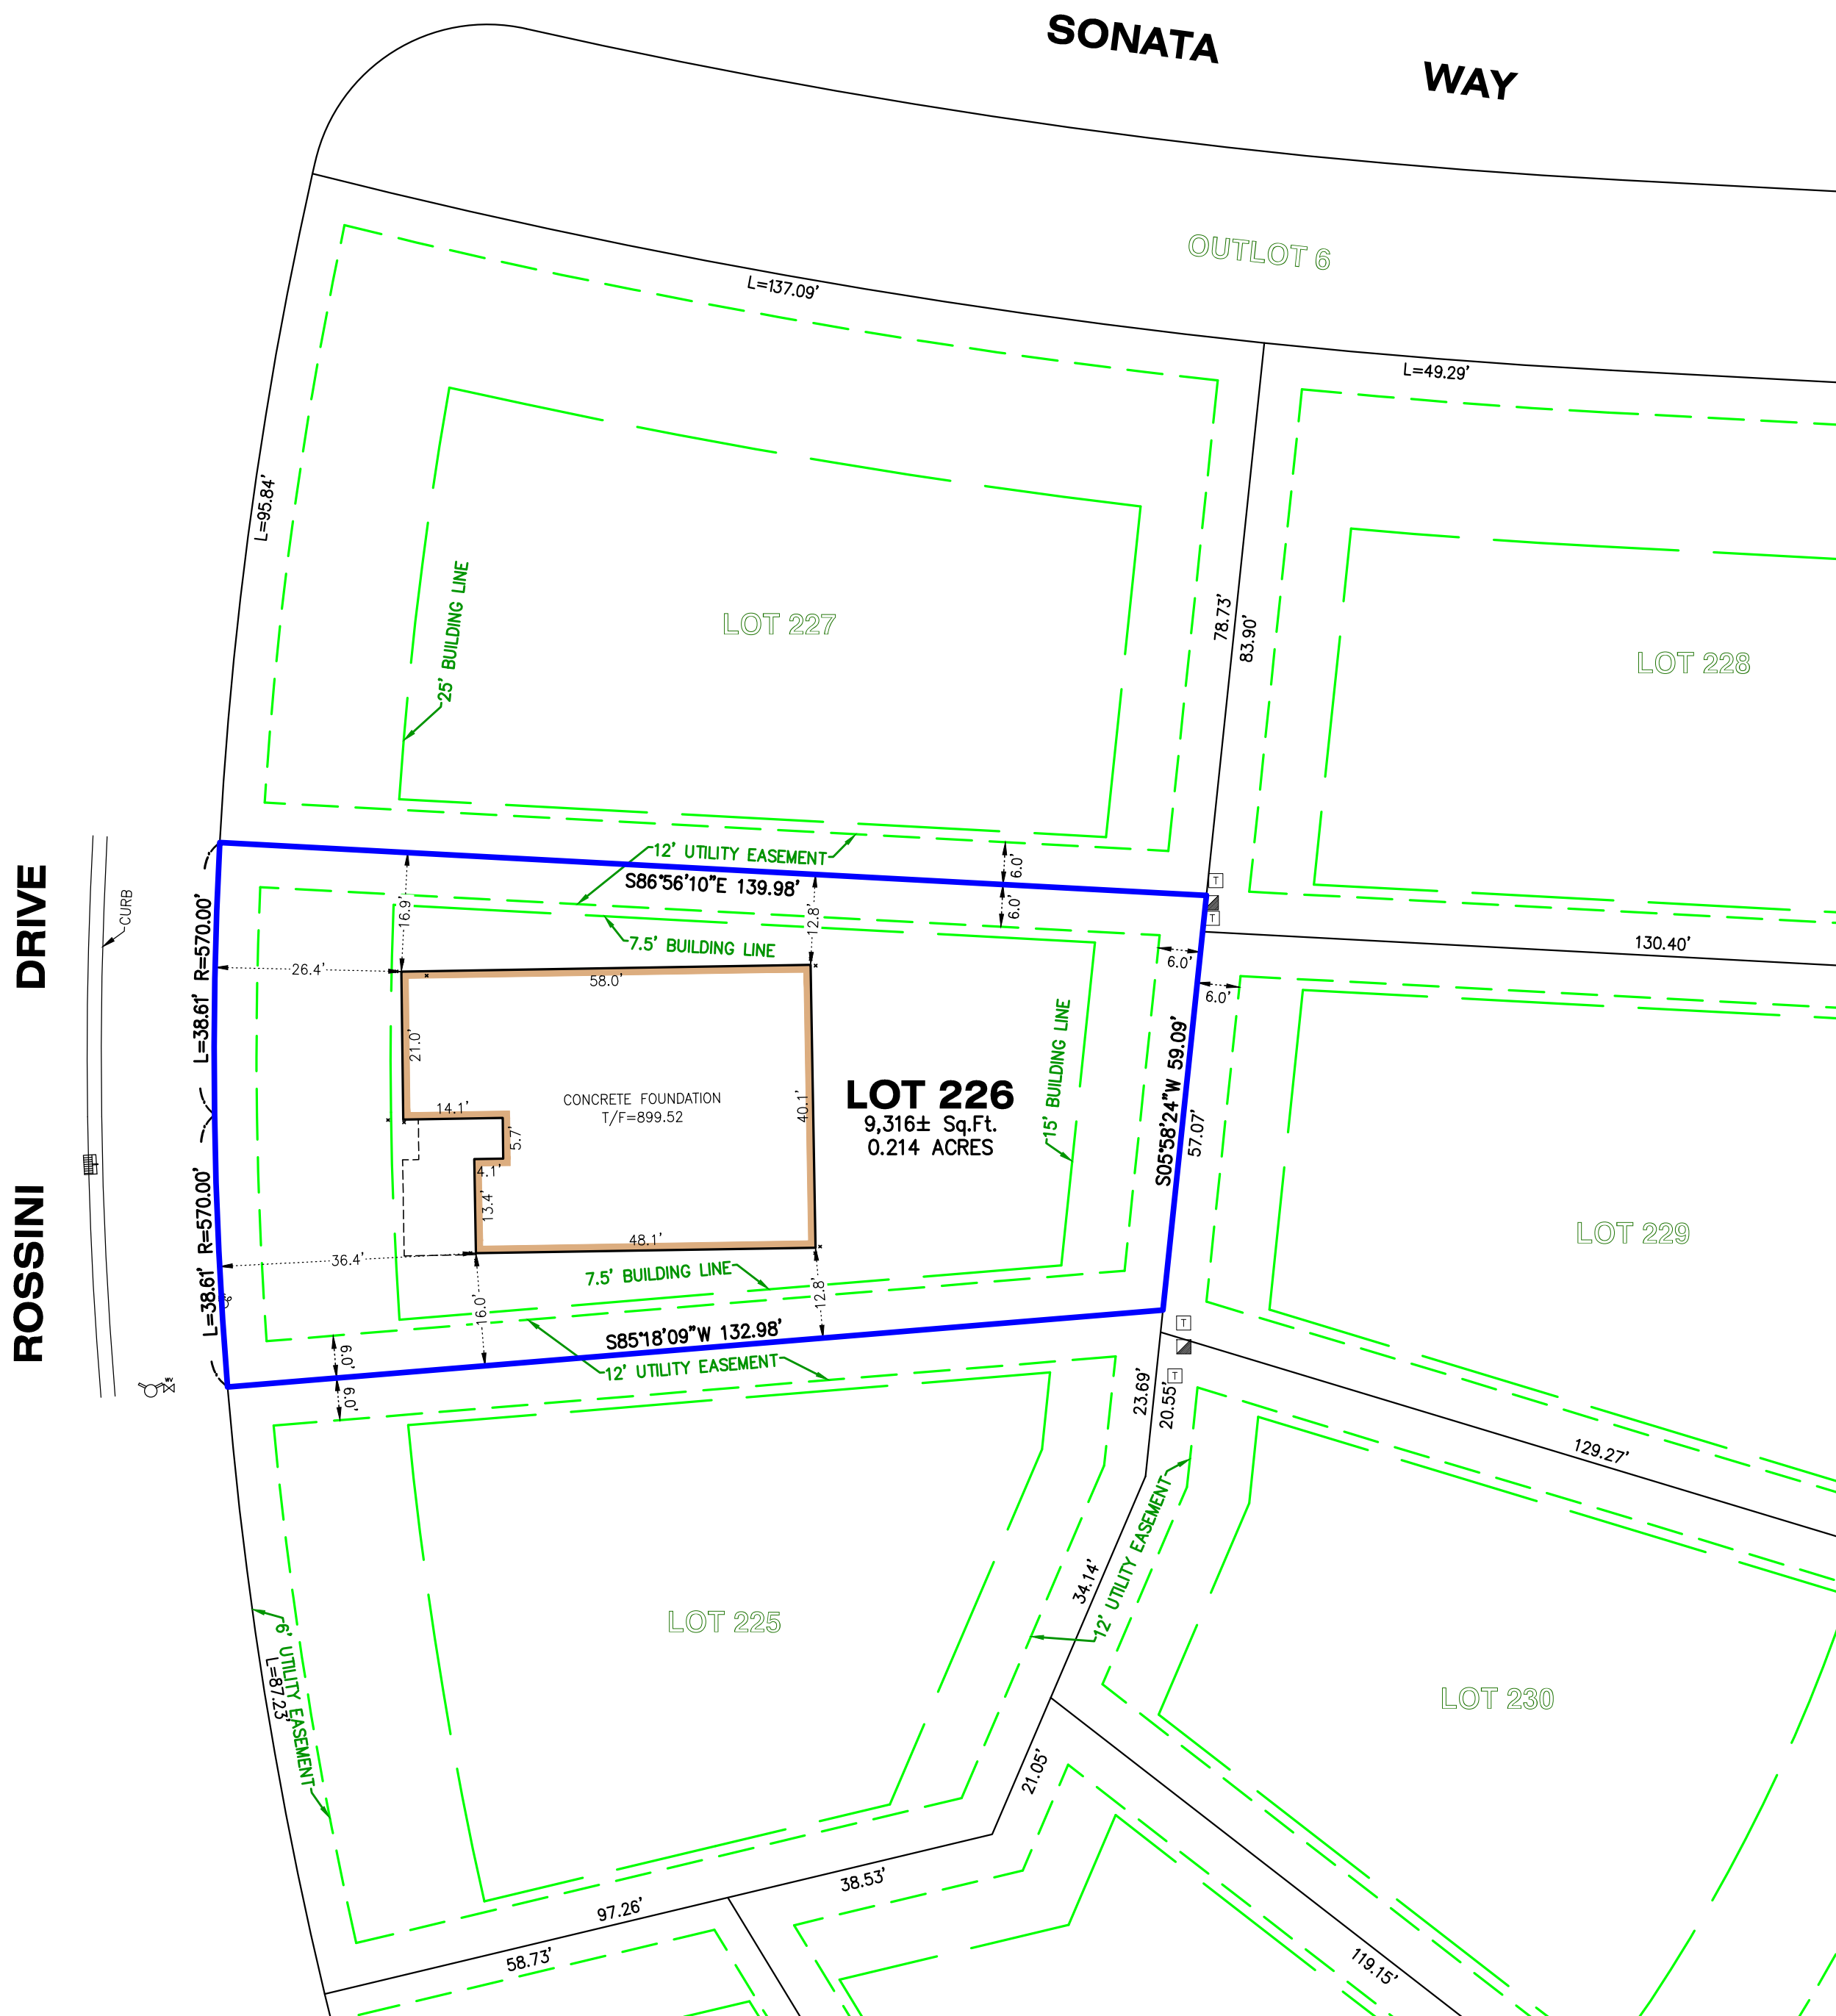 SONATA WAY
OUTLOT 6
L=137.09'
L=49.29'
L=95.84'
25' BUILDING LINE
LOT 227
78.73'
83.90'
LOT 228
12' UTILITY EASEMENT
S86°56'10"E 139.98'
6.0'
6.0'
T
T
7.5' BUILDING LINE
16.9'
12.8'
130.40'
6.0'
6.0'
DRIVE
CURB
L=38.61' R=570.00'
26.4'
58.0'
21.0'
14.1'
CONCRETE FOUNDATION
T/F=899.52
40.1'
LOT 226
9,316± Sq.Ft.
0.214 ACRES
15' BUILDING LINE
S05°58'24"W 59.09'
57.07'
5.7'
4.1'
13.4'
48.1'
LOT 229
ROSSINI
L=38.61' R=570.00'
36.4'
7.5' BUILDING LINE
16.0'
12.8'
S85°18'09"W 132.98'
12' UTILITY EASEMENT
6.0'
6.0'
WV
T
T
23.69'
20.55'
129.27'
12' UTILITY EASEMENT
34.14'
LOT 225
6' UTILITY EASEMENT
L=87.23'
LOT 230
21.05'
38.53'
97.26'
58.73'
119.15'